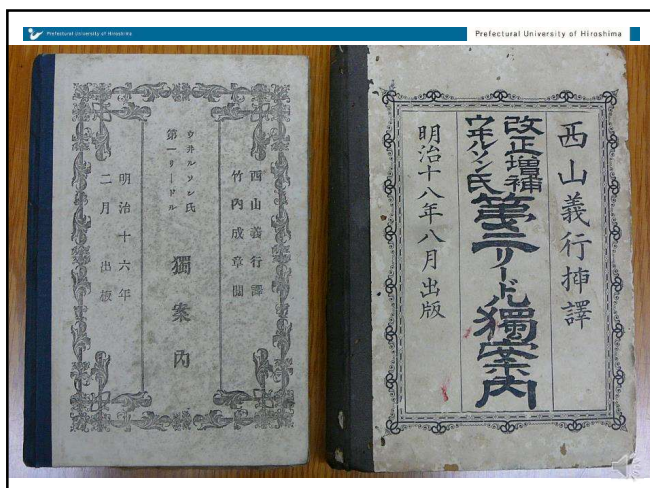 Prefectural University of Hiroshima
Prefectural University of Hiroshima
西山義行譯
竹内成章閲
ウ井ルソン氏
第一リードル
獨案内
明治十六年
二月出版
西山義行挿譯
改正増補
ウヰルソン氏
第二リードル獨案内
明治十八年八月出版